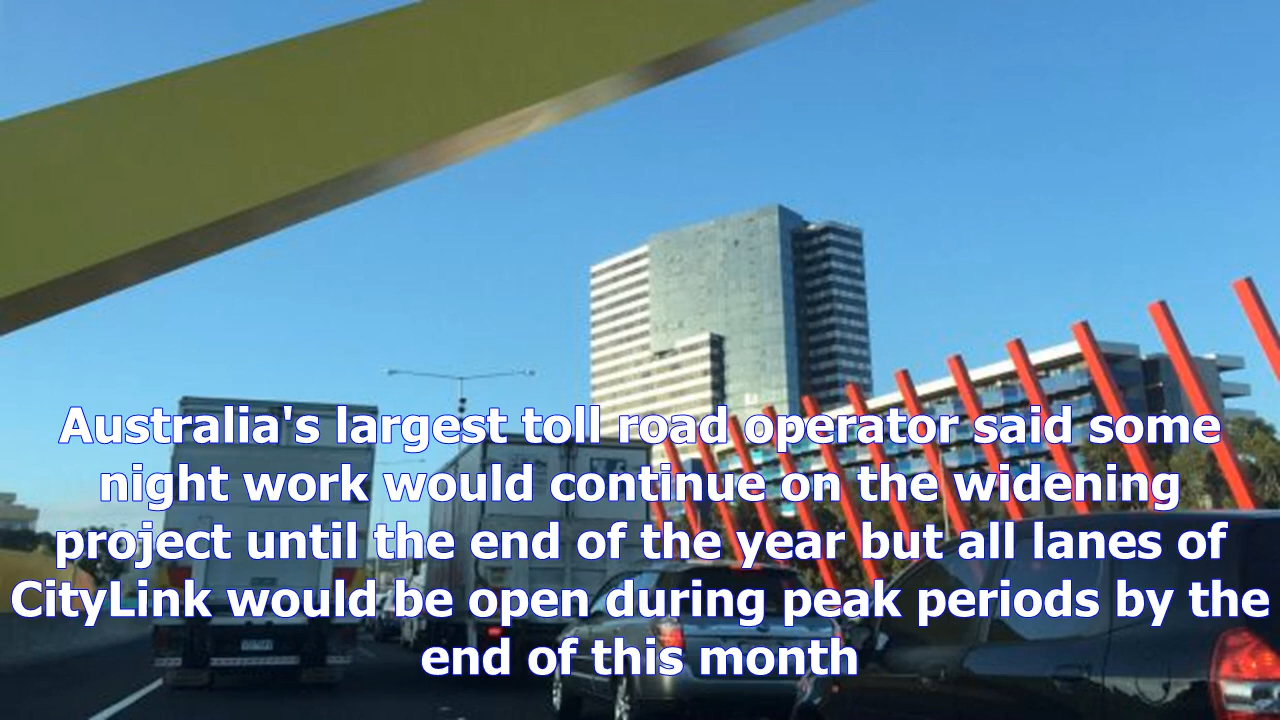 Australia's largest toll road operator said some
night work would continue on the widening
project until the end of the year but all lanes of
CityLink would be open during peak periods by the
end of this month